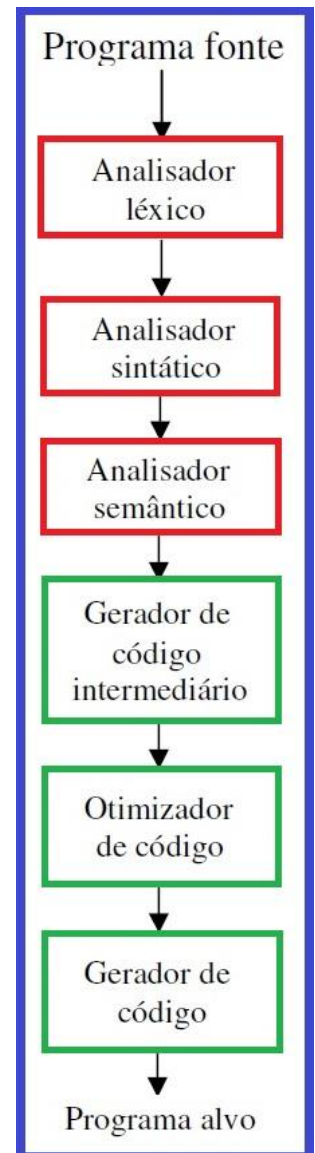 Programa fonte
Analisador
léxico
Analisador
sintático
Analisador
semântico
Gerador de
código
intermediário
Otimizador
de código
Gerador de
código
Programa alvo